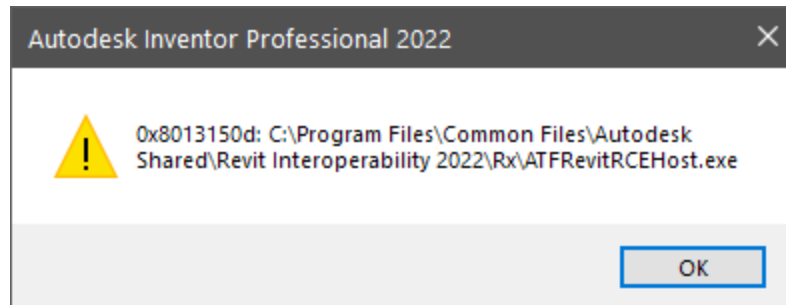 Autodesk Inventor Professional 2022
0x8013150d: C:\Program Files\Common Files\Autodesk
Shared\Revit Interoperability 2022\Rx\ATFRevitRCEHost.exe
OK